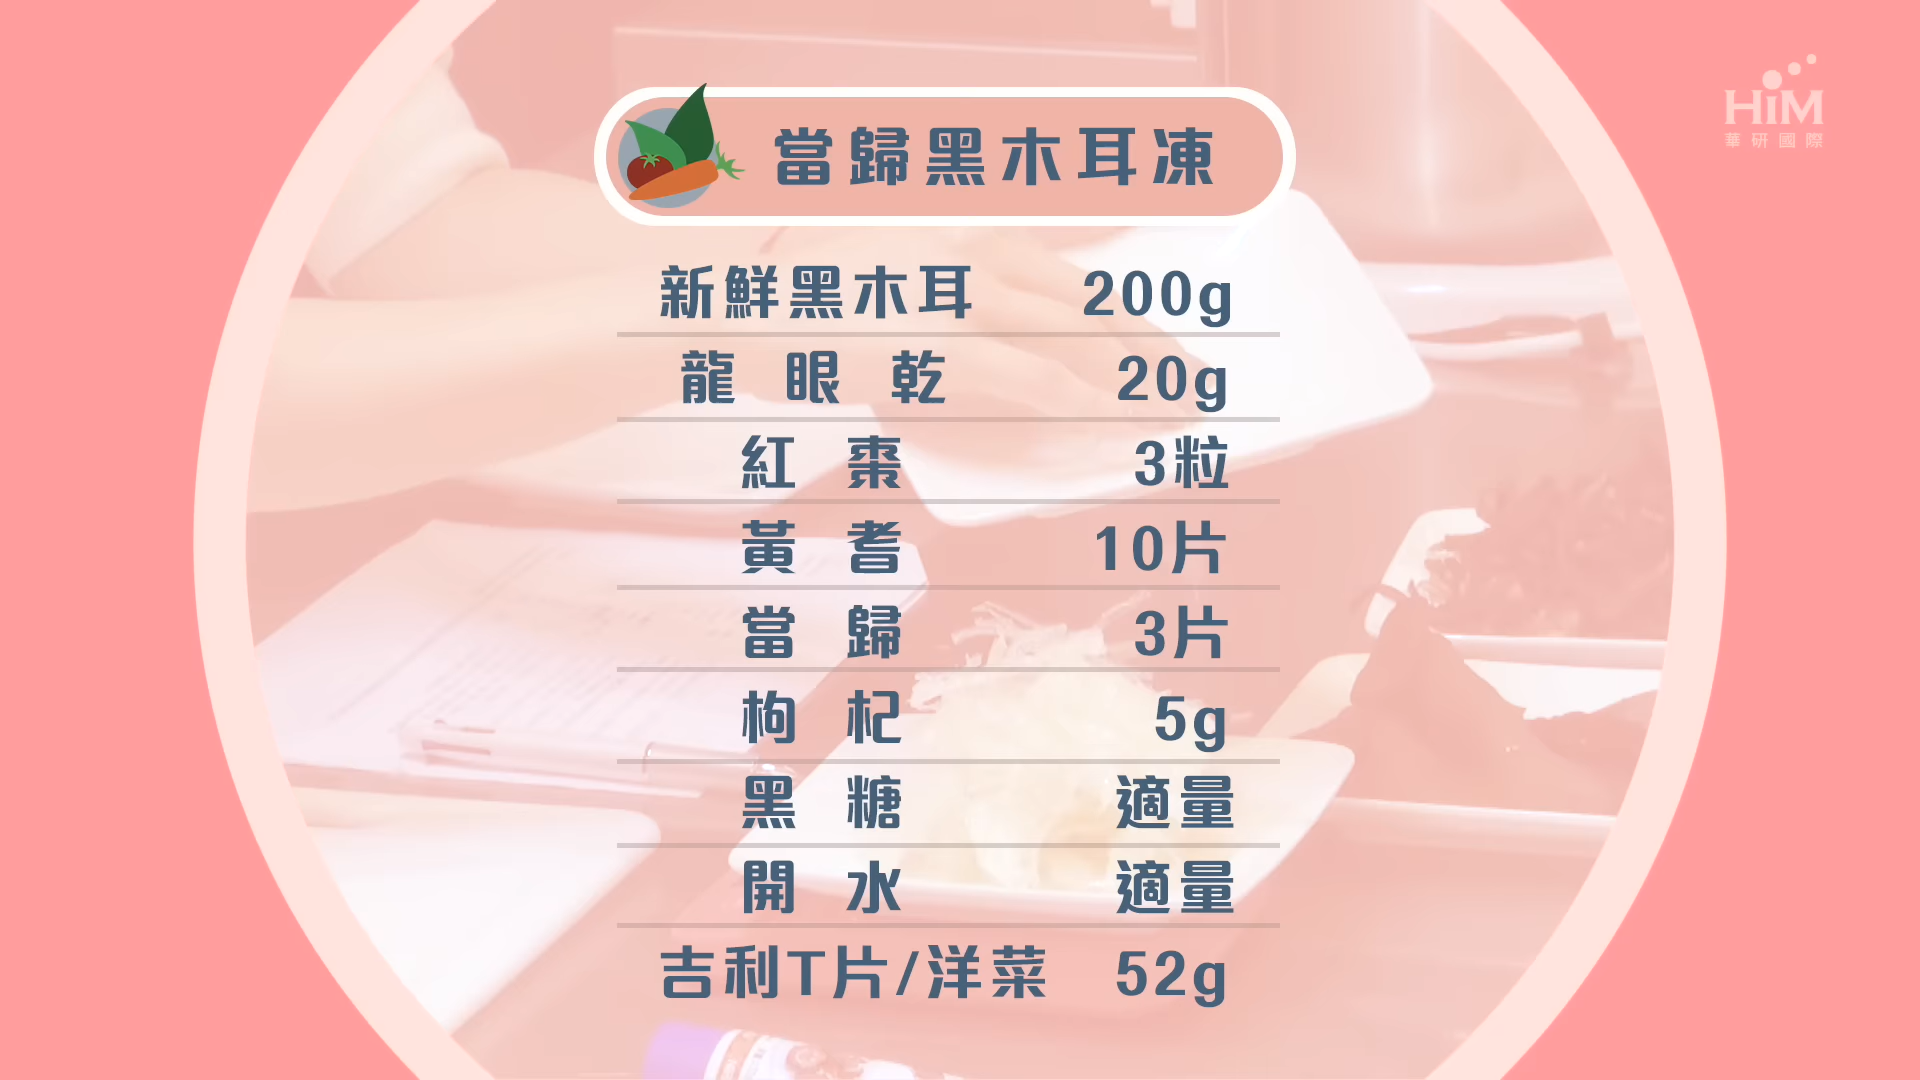 當歸黑木耳凍
HiM
華研國際
新鮮黑木耳 200g
龍眼乾 20g
紅棗 3粒
黃耆 10片
當歸 3片
枸杞 5g
黑糖 適量
開水 適量
吉利T片/洋菜 52g